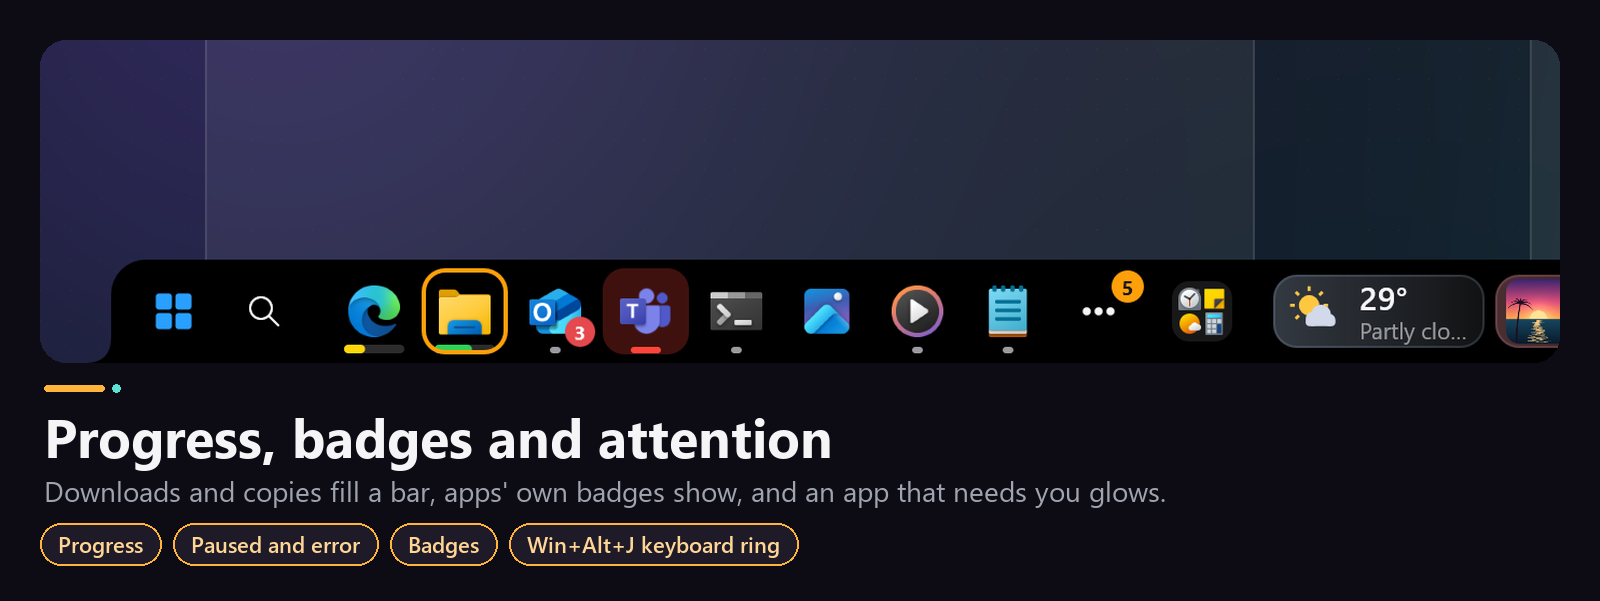 5
29°
Partly clo...
O
3
T
Progress, badges and attention
Downloads and copies fill a bar, apps' own badges show, and an app that needs you glows.
Progress
Paused and error
Badges
Win+Alt+J keyboard ring